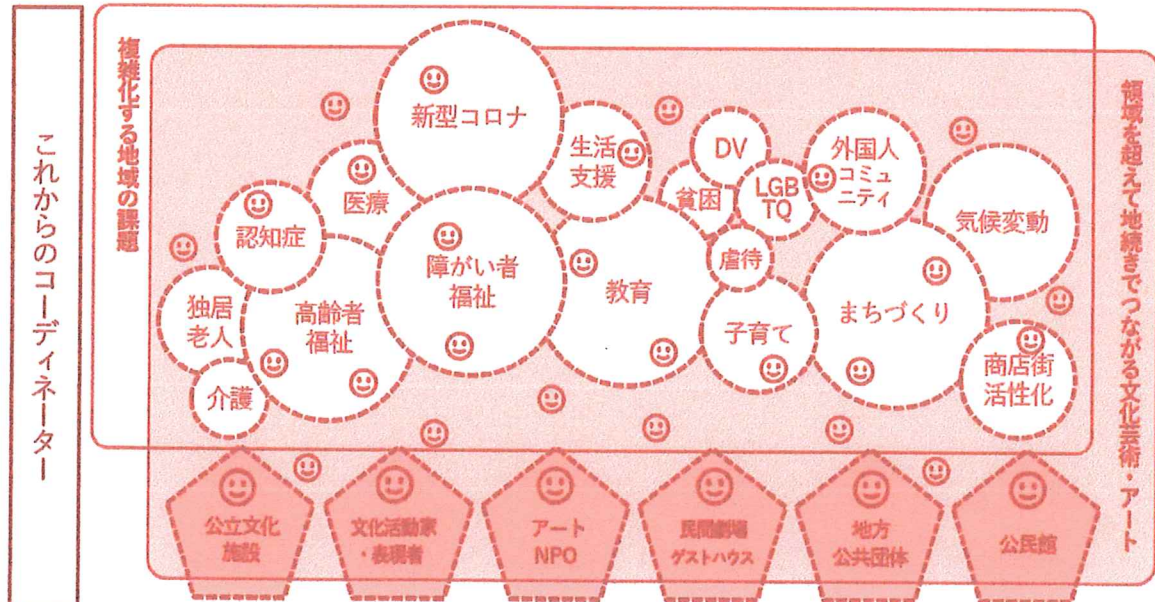 これからのコーディネーター
複雑化する地域の課題
領域を超えて地続きでつながる文化芸術・アート
新型コロナ
生活
支援
DV
貧困
LGB
TQ
外国人
コミュ
ニティ
気候変動
医療
認知症
障がい者
福祉
教育
虐待
独居
老人
高齢者
福祉
子育て
まちづくり
商店街
活性化
介護
公立文化
施設
文化活動家
・表現者
アート
NPO
民間劇場
ゲストハウス
地方
公共団体
公民館